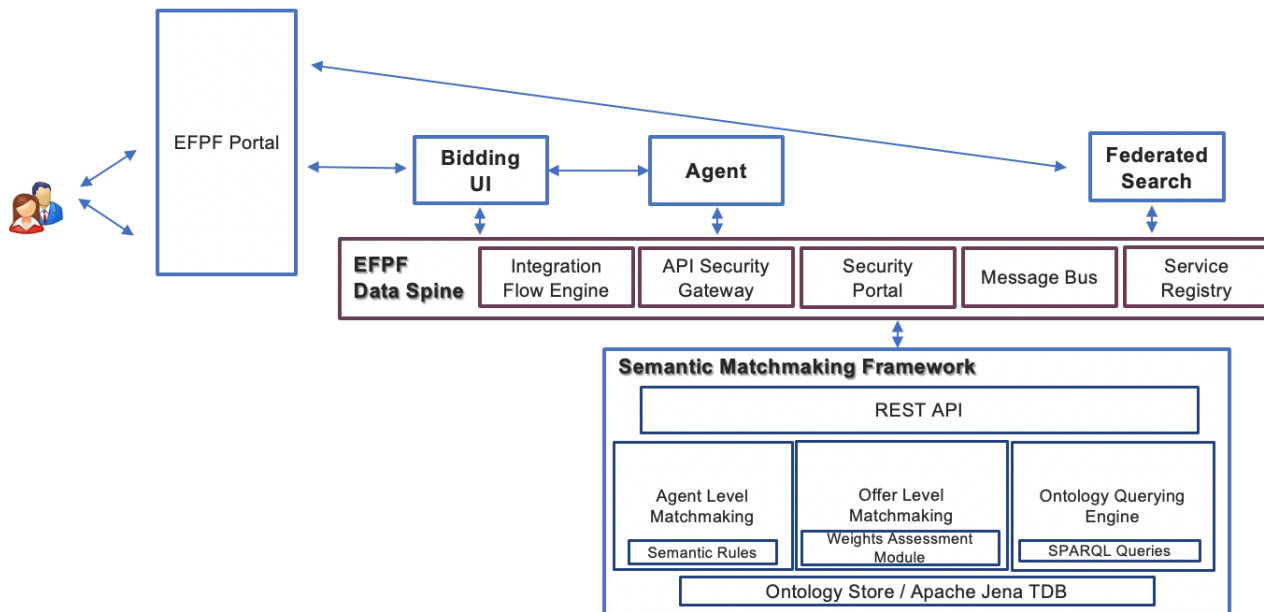 EFPF Portal
Bidding
UI
Agent
Federated
Search
EFPF
Data Spine
Integration
Flow Engine
API Security
Gateway
Security
Portal
Message Bus
Service
Registry
Semantic Matchmaking Framework
REST API
Agent Level
Matchmaking
Semantic Rules
Offer Level
Matchmaking
Weights Assessment
Module
Ontology Querying
Engine
SPARQL Queries
Ontology Store / Apache Jena TDB